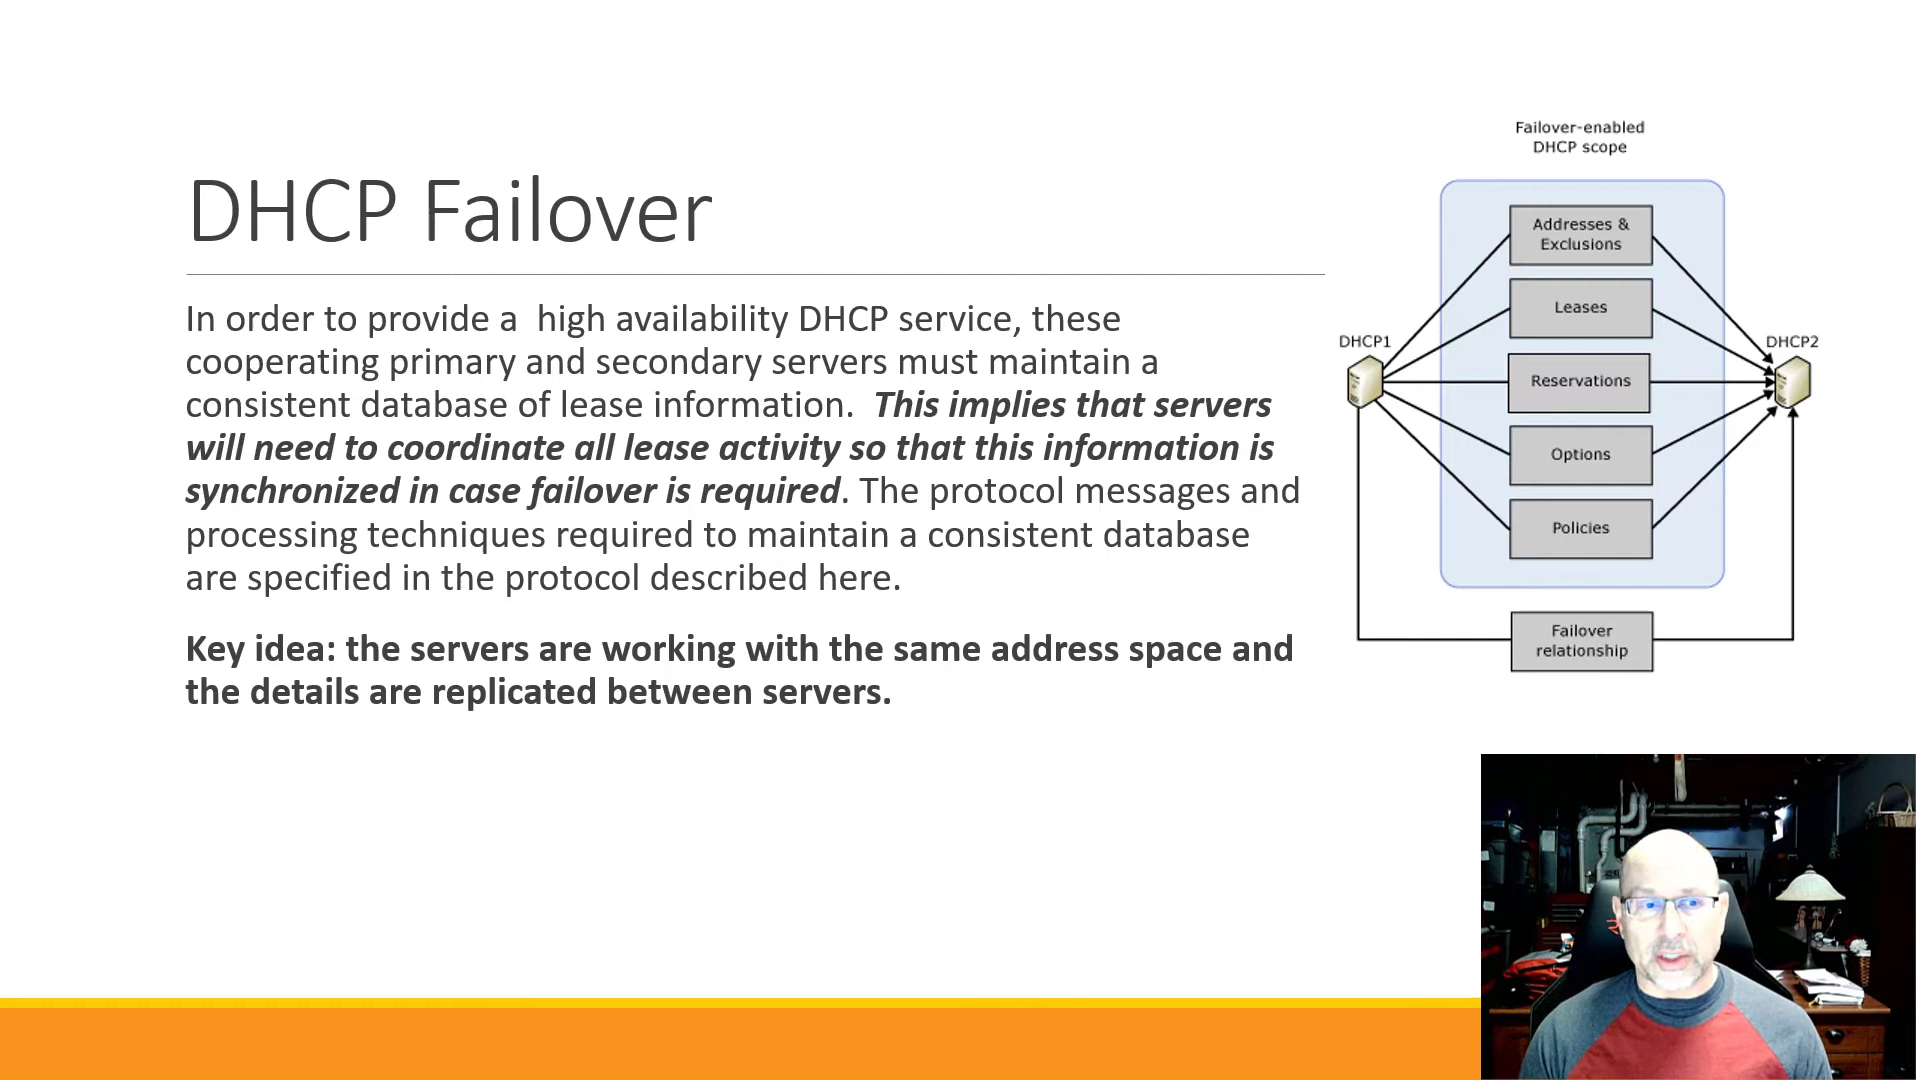 DHCP Failover
In order to provide a  high availability DHCP service, these
cooperating primary and secondary servers must maintain a
consistent database of lease information.  This implies that servers
will need to coordinate all lease activity so that this information is
synchronized in case failover is required. The protocol messages and
processing techniques required to maintain a consistent database
are specified in the protocol described here.
Key idea: the servers are working with the same address space and
the details are replicated between servers.
Failover-enabled
DHCP scope
Addresses &
Exclusions
Leases
DHCP1
DHCP2
Reservations
Options
Policies
Failover
relationship